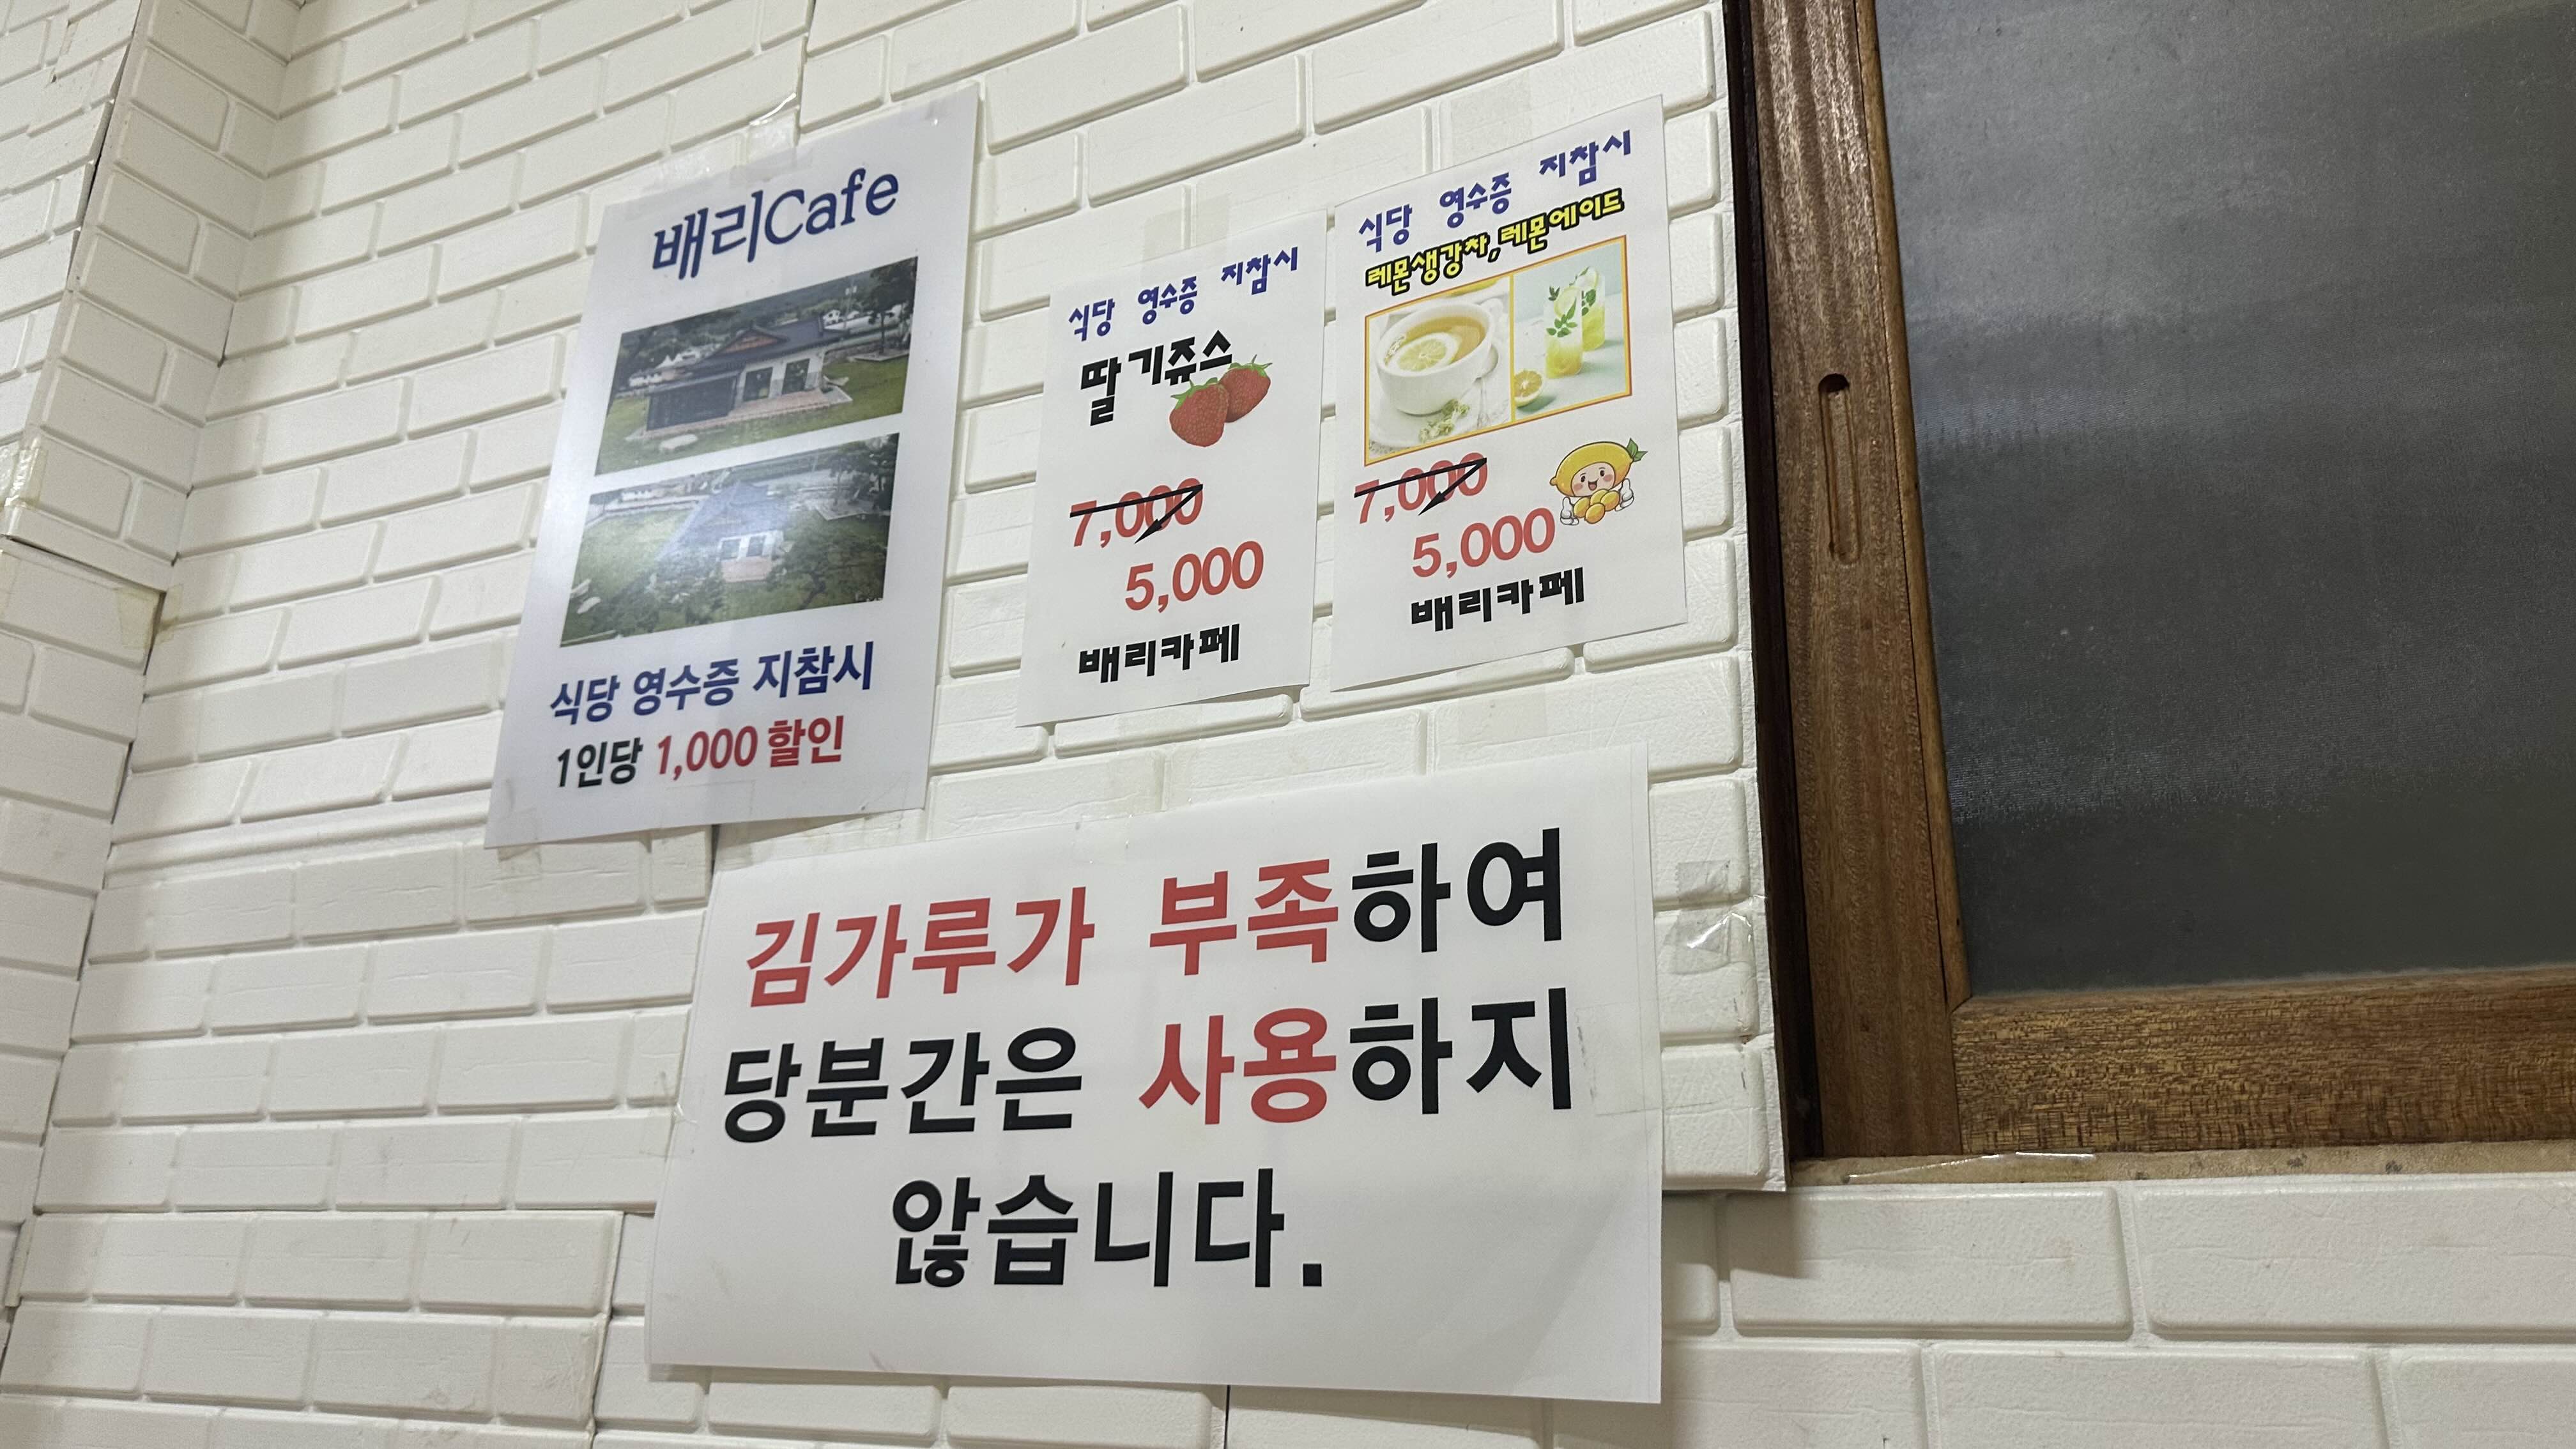 배리Cafe
식당 영수증 지참시
1인당 1,000 할인
식당 영수증 지참시
딸기쥬스
7,000
5,000
배리카페
식당 영수증 지참시
레몬생강차, 레몬에이드
7,000
5,000
배리카페
김가루가 부족하여
당분간은 사용하지
않습니다.